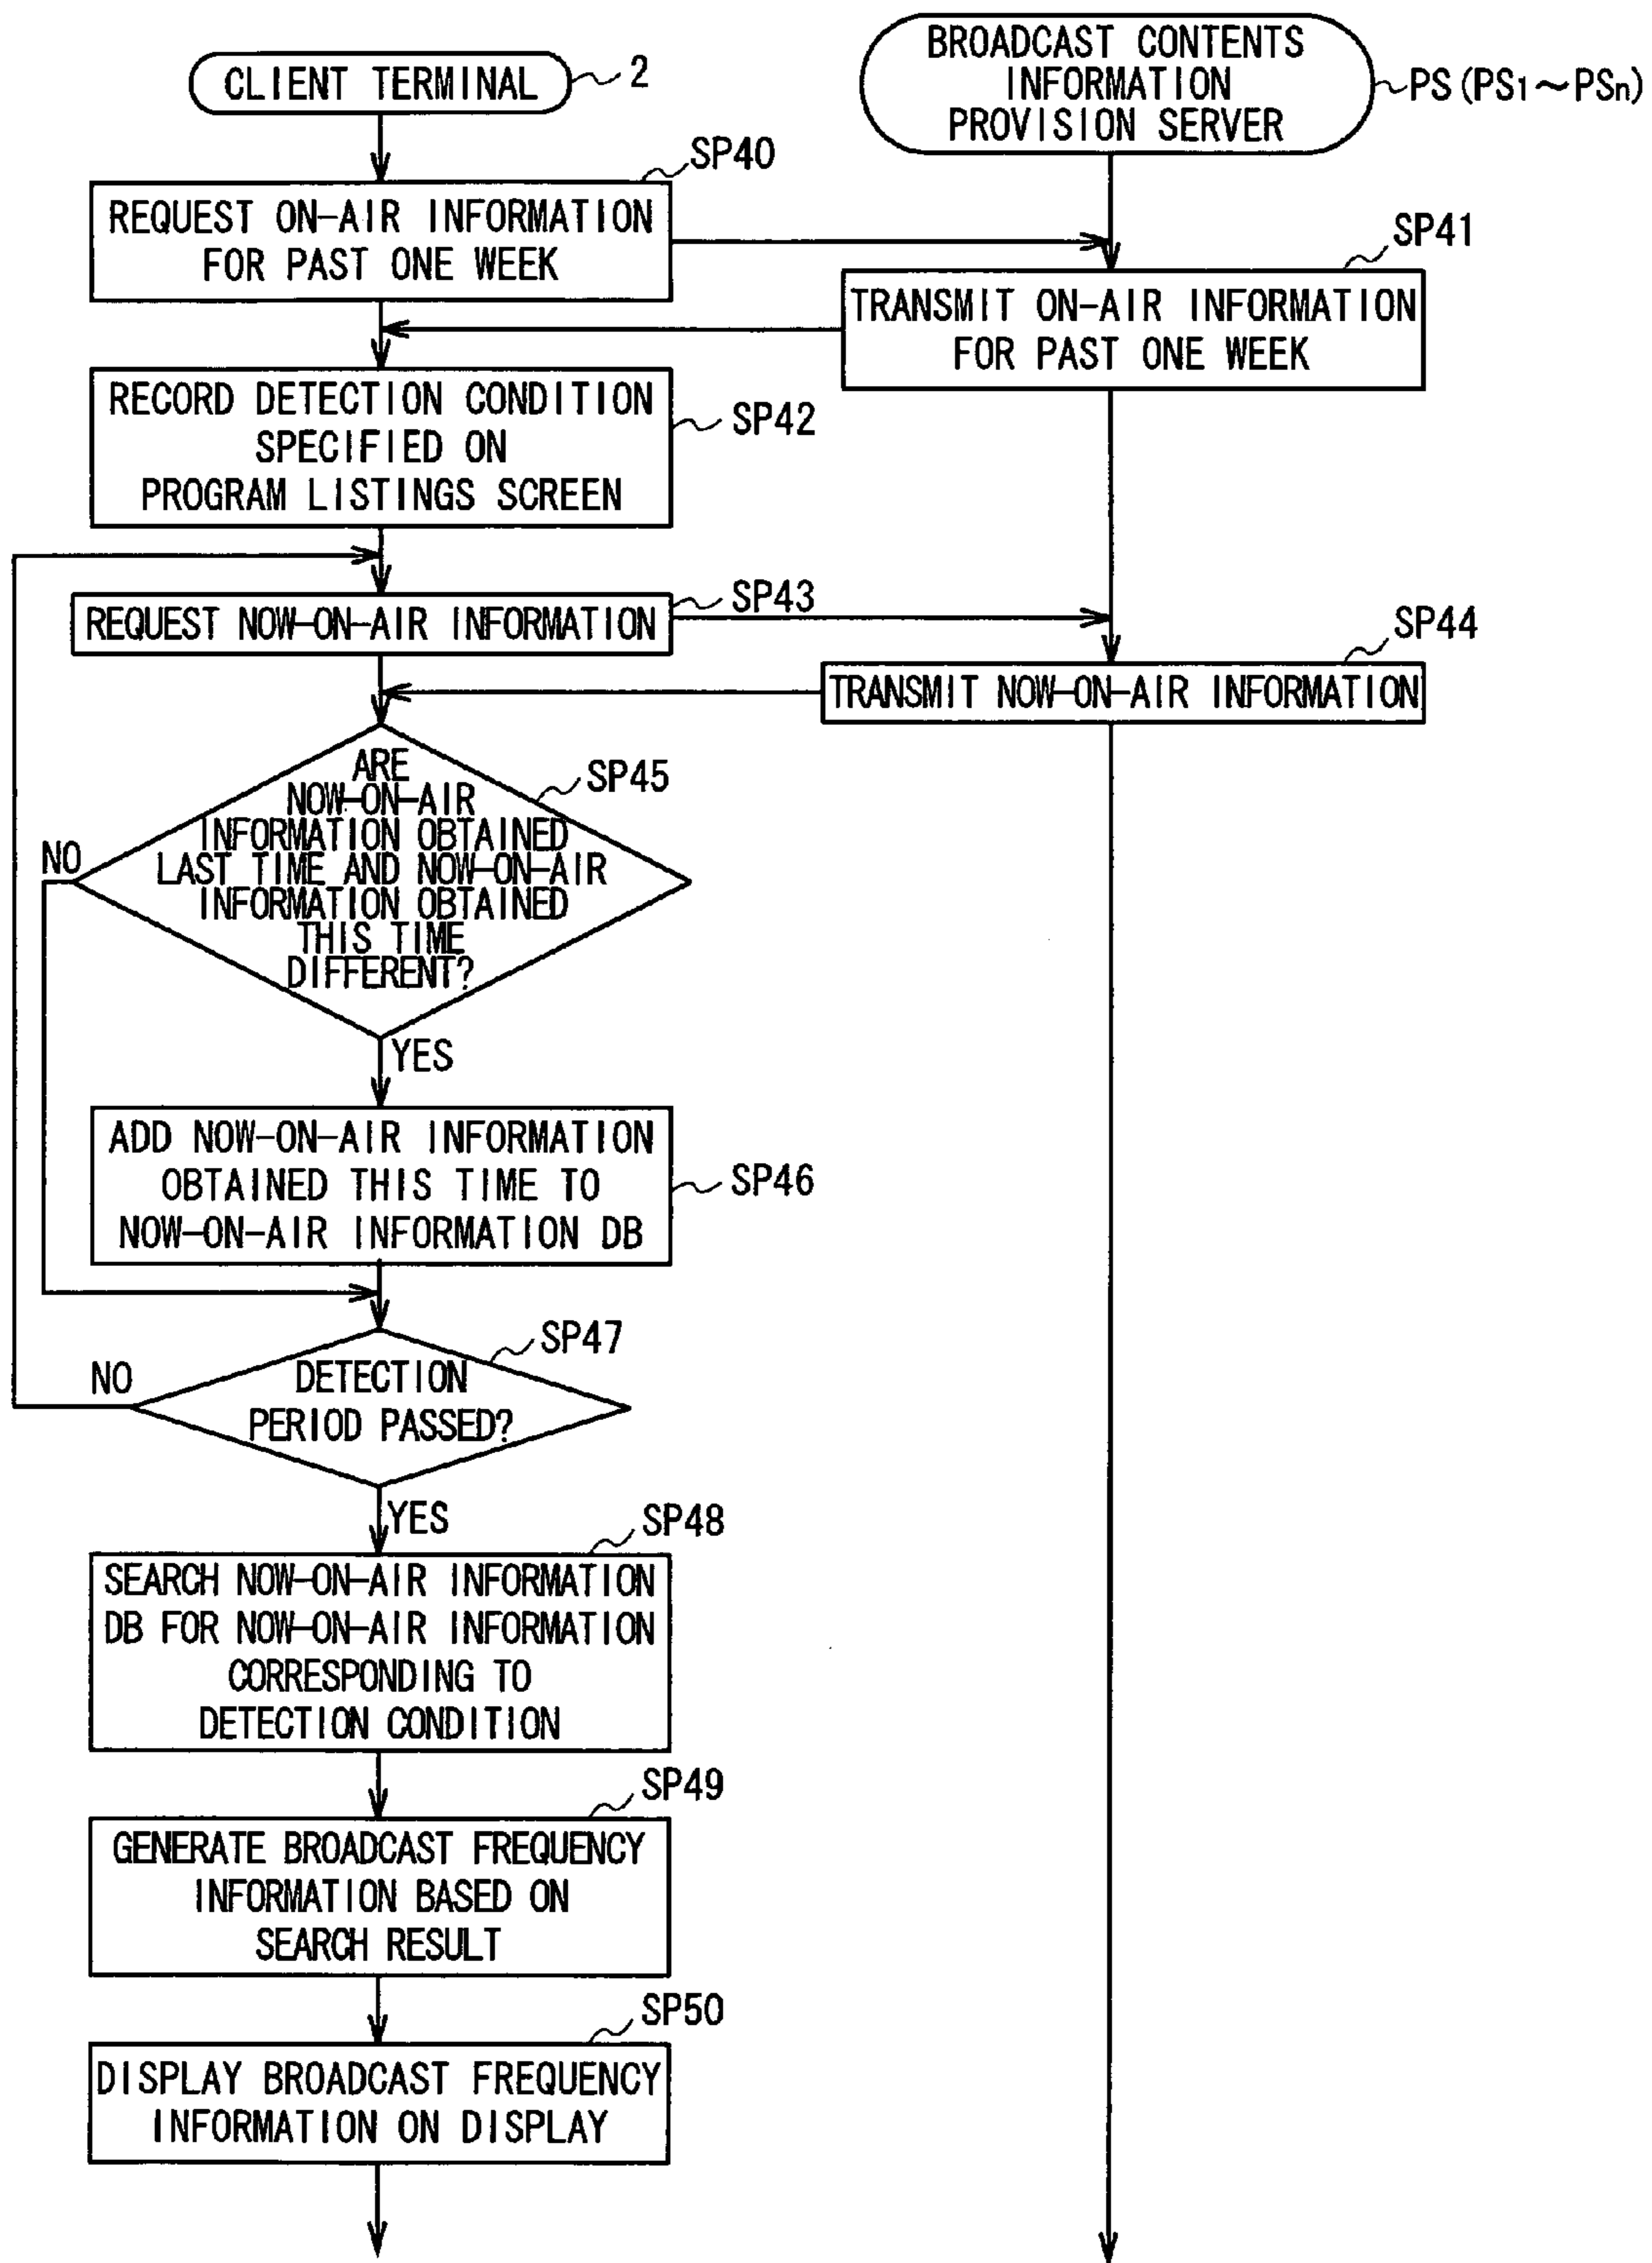 CLIENT TERMINAL
2
BROADCAST CONTENTS
INFORMATION
PROVISION SERVER
PS (PS1~PSn)
SP40
REQUEST ON-AIR INFORMATION
FOR PAST ONE WEEK
SP41
TRANSMIT ON-AIR INFORMATION
FOR PAST ONE WEEK
RECORD DETECTION CONDITION
SPECIFIED ON
PROGRAM LISTINGS SCREEN
SP42
REQUEST NOW-ON-AIR INFORMATION
SP43
SP44
TRANSMIT NOW-ON-AIR INFORMATION
ARE
NOW-ON-AIR
INFORMATION OBTAINED
LAST TIME AND NOW-ON-AIR
INFORMATION OBTAINED
THIS TIME
DIFFERENT?
SP45
NO
YES
ADD NOW-ON-AIR INFORMATION
OBTAINED THIS TIME TO
NOW-ON-AIR INFORMATION DB
SP46
SP47
DETECTION
PERIOD PASSED?
NO
YES
SP48
SEARCH NOW-ON-AIR INFORMATION
DB FOR NOW-ON-AIR INFORMATION
CORRESPONDING TO
DETECTION CONDITION
SP49
GENERATE BROADCAST FREQUENCY
INFORMATION BASED ON
SEARCH RESULT
SP50
DISPLAY BROADCAST FREQUENCY
INFORMATION ON DISPLAY